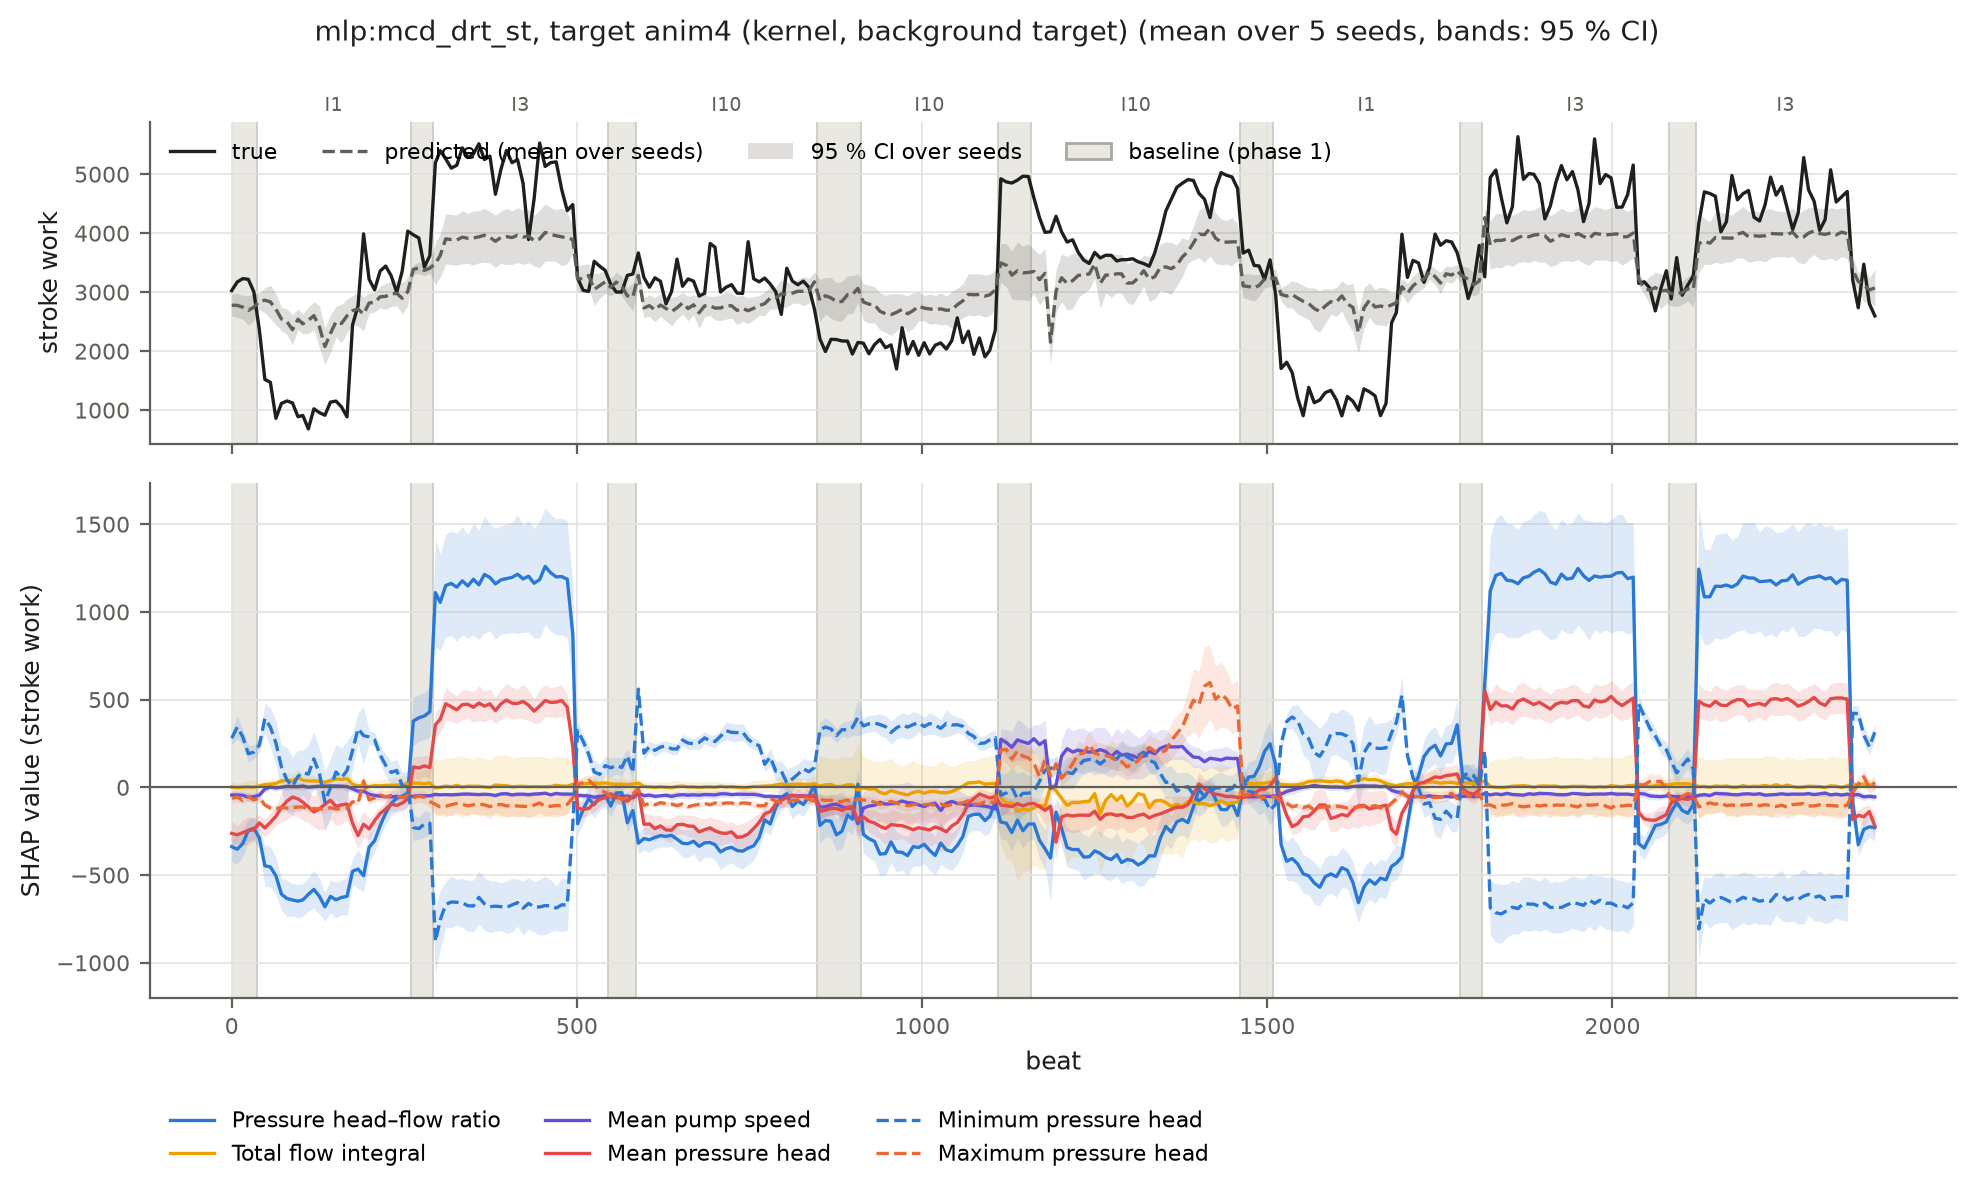 mlp:mcd_drt_st, target anim4 (kernel, background target) (mean over 5 seeds, bands: 95 % CI)
I1 I3 I10 I10 I10 I1 I3 I3
true predicted (mean over seeds) 95 % CI over seeds baseline (phase 1)
stroke work
5000
4000
3000
2000
1000
SHAP value (stroke work)
1500
1000
500
0
−500
−1000
0 500 1000 1500 2000
beat
Pressure head–flow ratio Mean pump speed Minimum pressure head
Total flow integral Mean pressure head Maximum pressure head